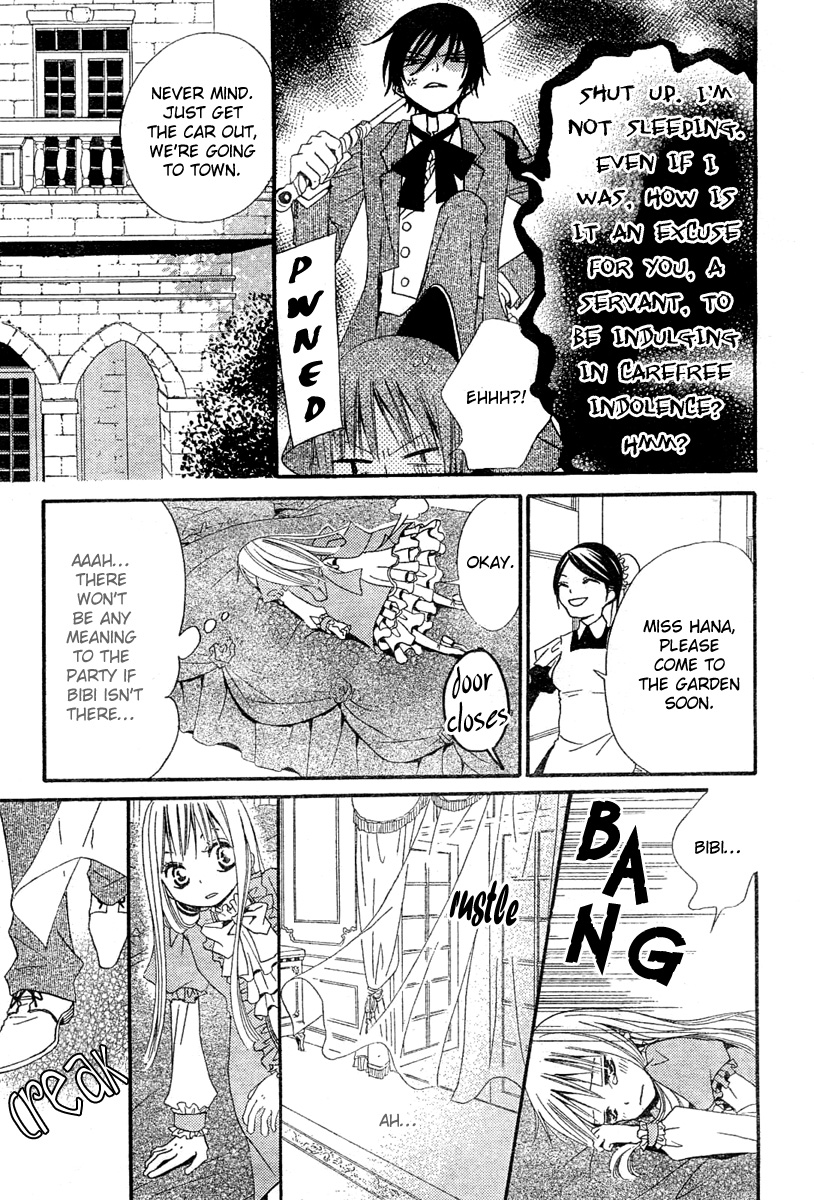 SHUT UP. I'M
NOT SLEEPING.
EVEN IF I
WAS, HOW IS
IT AN EXCUSE
FOR YOU, A
SERVANT, TO
BE INDULGING
IN CAREFREE
INDOLENCE?
HMM?
PWNED
EHHH?!
NEVER MIND.
JUST GET
THE CAR OUT,
WE'RE GOING
TO TOWN.
MISS HANA,
PLEASE
COME TO
THE GARDEN
SOON.
OKAY.
door
closes
AAAH...
THERE
WON'T
BE ANY
MEANING
TO THE
PARTY IF
BIBI ISN'T
THERE...
BIBI...
BANG
rustle
AH...
creak